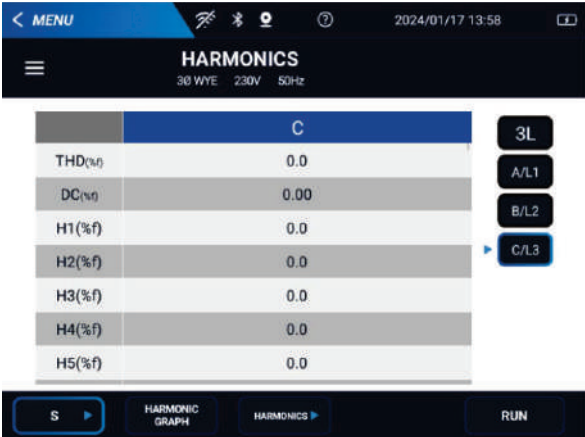 < MENU 2024/01/17 13:58
HARMONICS
3Ø WYE 230V 50Hz
C
THD(%f) 0.0
DC(%f) 0.00
H1(%f) 0.0
H2(%f) 0.0
H3(%f) 0.0
H4(%f) 0.0
H5(%f) 0.0
3L
A/L1
B/L2
C/L3
S
HARMONIC
GRAPH
HARMONICS
RUN